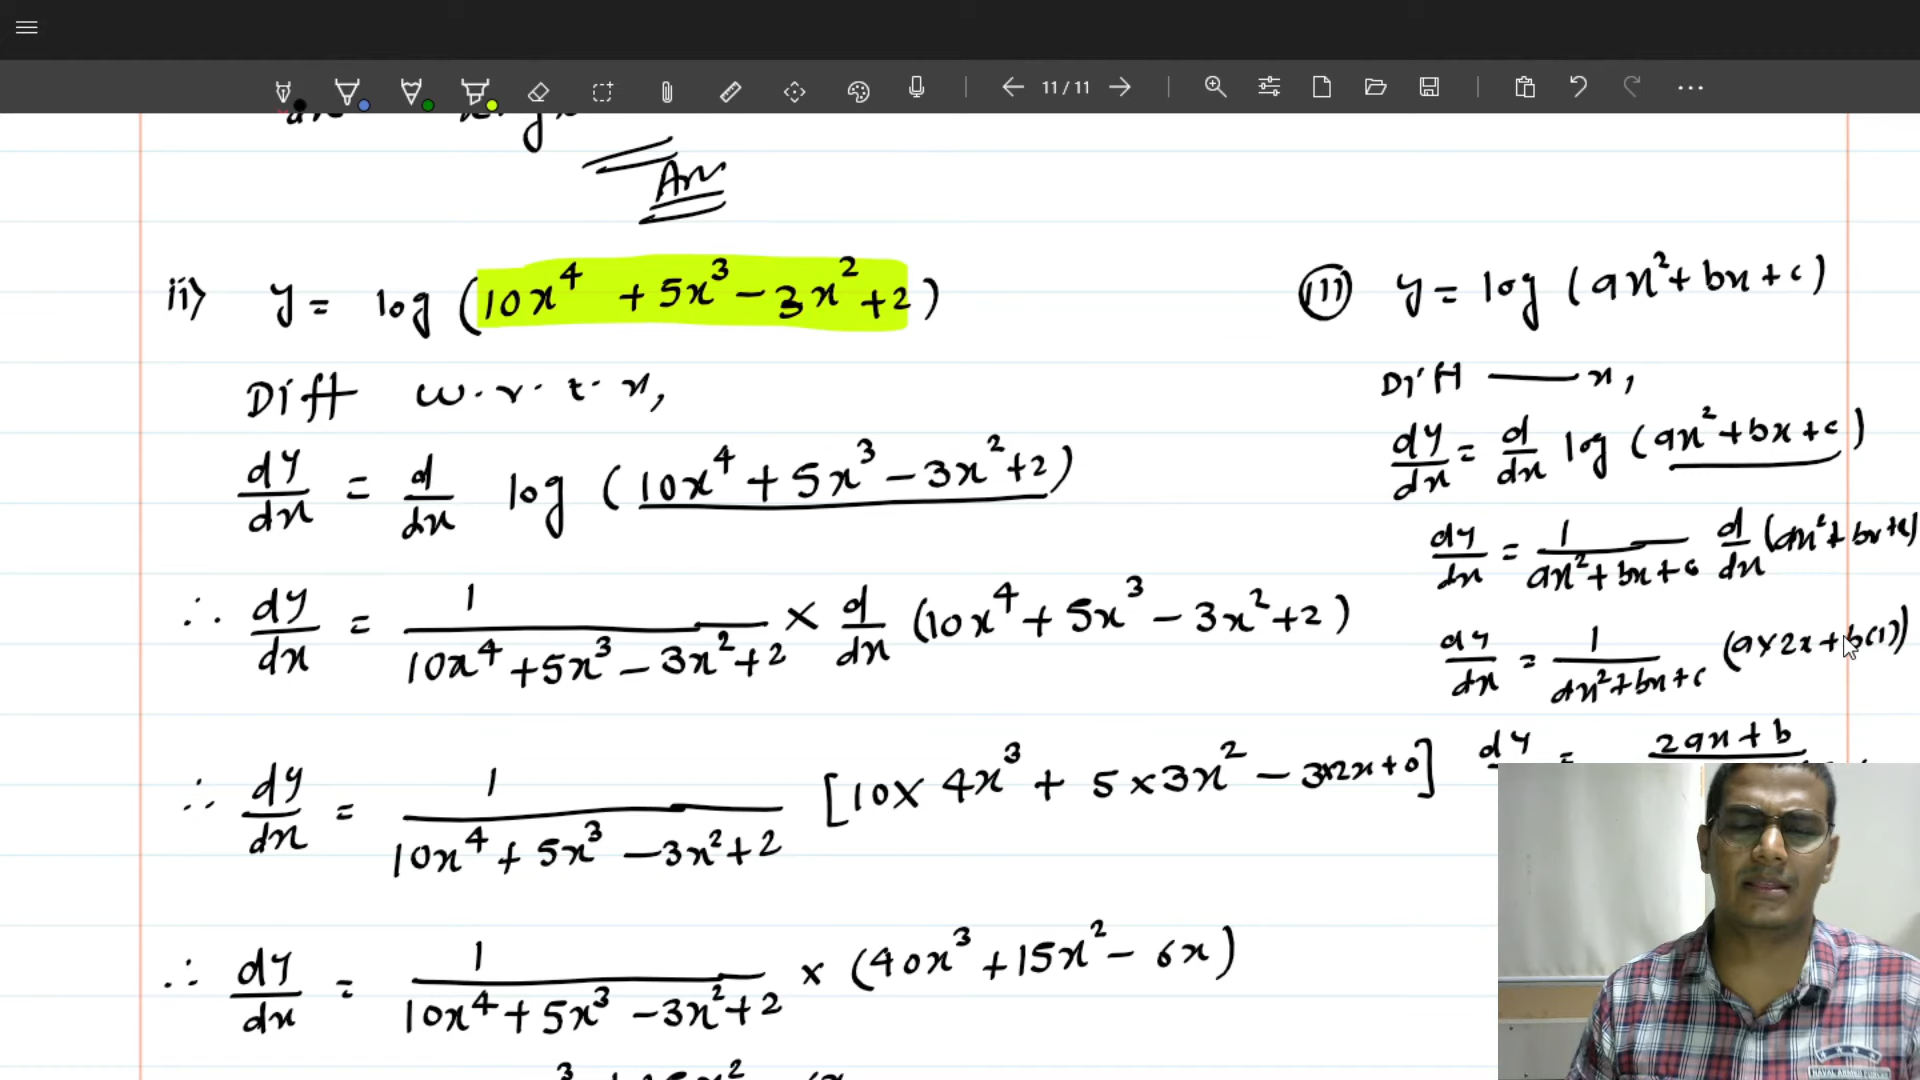 11 / 11
Ans
ii) y = log (10x⁴ + 5x³ - 3x² + 2)
Diff w.r.t. x,
dy/dx = d/dx log (10x⁴ + 5x³ - 3x² + 2)
∴ dy/dx = 1/(10x⁴ + 5x³ - 3x² + 2) × d/dx (10x⁴ + 5x³ - 3x² + 2)
∴ dy/dx = 1/(10x⁴ + 5x³ - 3x² + 2) [10 × 4x³ + 5 × 3x² - 3×2x + 0]
∴ dy/dx = 1/(10x⁴ + 5x³ - 3x² + 2) × (40x³ + 15x² - 6x)
(iii) y = log (ax² + bx + c)
Diff — x,
dy/dx = d/dx log (ax² + bx + c)
dy/dx = 1/(ax² + bx + c) d/dx (ax² + bx + c)
dy/dx = 1/(ax² + bx + c) (a × 2x + b(1))
dy = 2ax + b
NAVAL ARMED FORCES